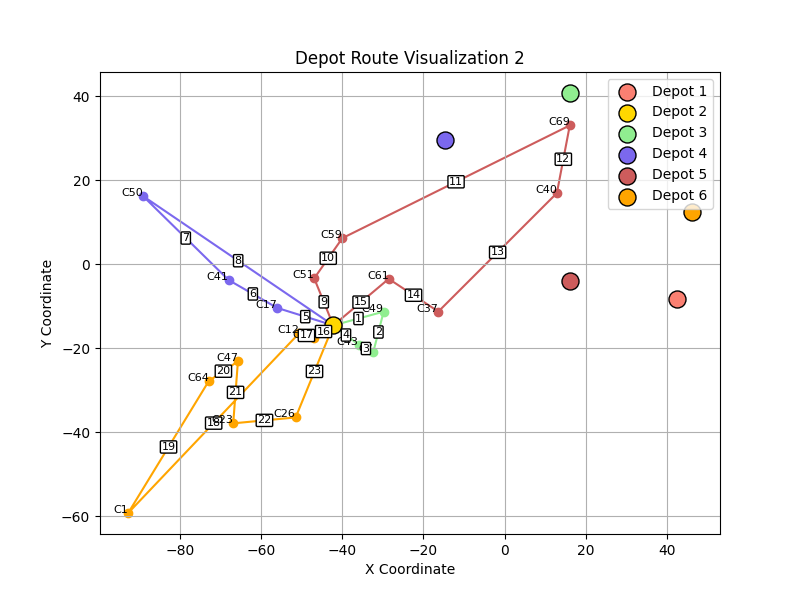 Depot Route Visualization 2
Depot 1
Depot 2
Depot 3
Depot 4
Depot 5
Depot 6
Y Coordinate
40
20
0
−20
−40
−60
C69
12
C40
11
C50
7
8
C59
10
13
C51
C61
C41
6
14
C17
9
15
C49
C37
5
1
C12
17
16
4
2
C43
3
C47
20
C64
21
23
C23
18
22
C26
19
C1
−80
−60
−40
−20
0
20
40
X Coordinate